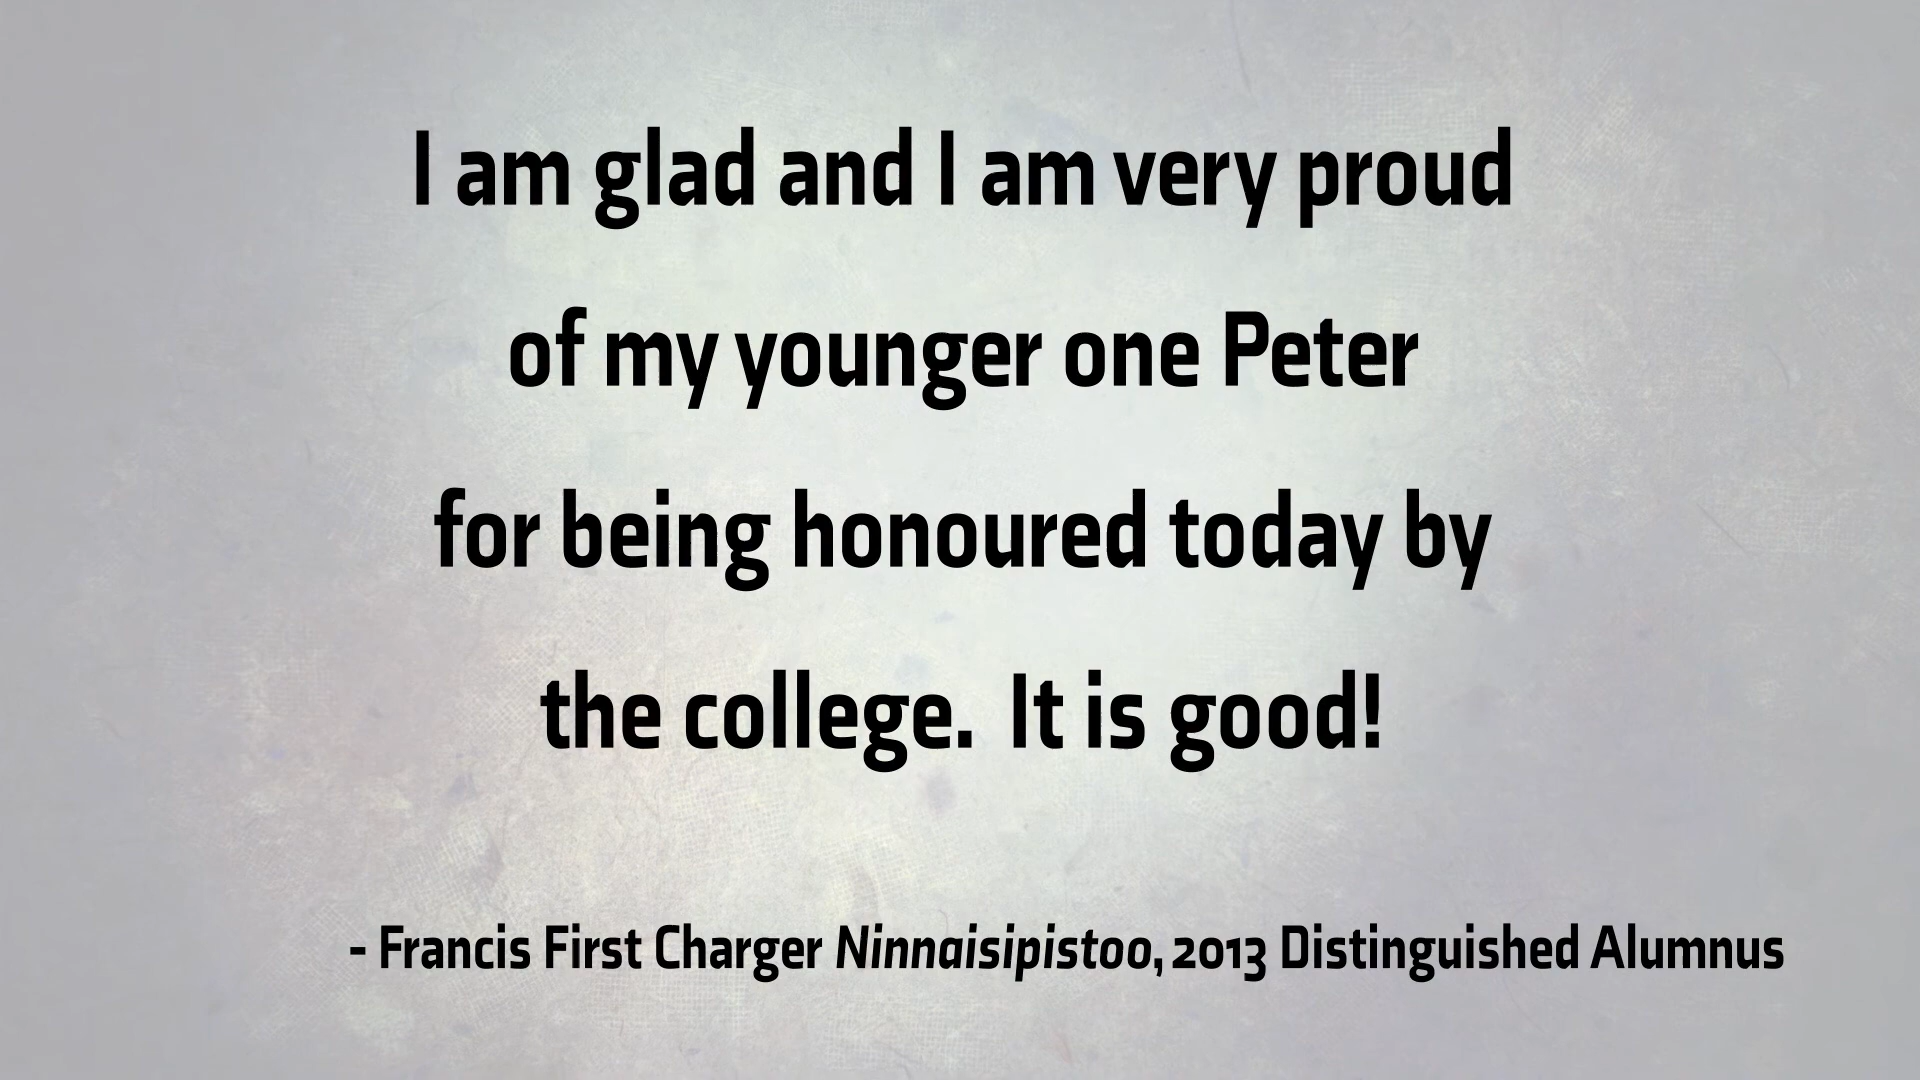 I am glad and I am very proud
of my younger one Peter
for being honoured today by
the college.  It is good!
- Francis First Charger Ninnaisipistoo, 2013 Distinguished Alumnus